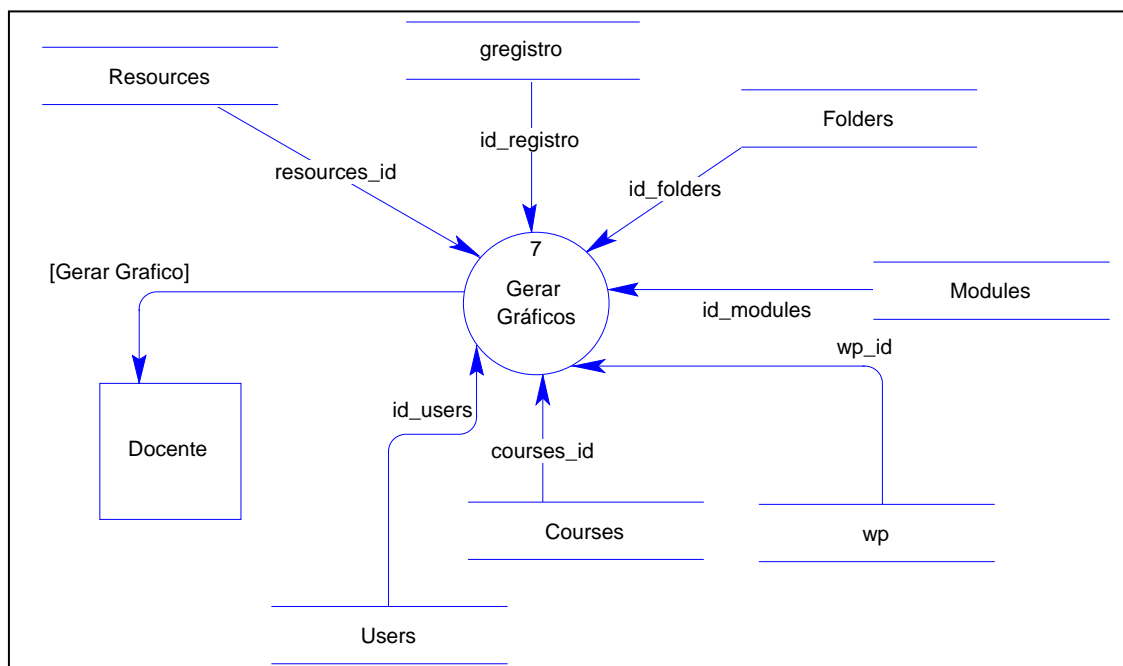 gregistro
Resources
Folders
id_registro
resources_id
id_folders
7
[Gerar Grafico]
Gerar
Gráficos
Modules
id_modules
wp_id
id_users
Docente
courses_id
Courses
wp
Users